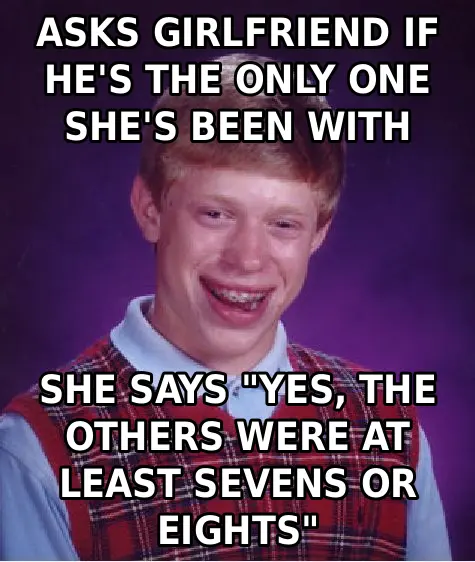 ASKS GIRLFRIEND IF
HE'S THE ONLY ONE
SHE'S BEEN WITH
SHE SAYS "YES, THE
OTHERS WERE AT
LEAST SEVENS OR
EIGHTS"